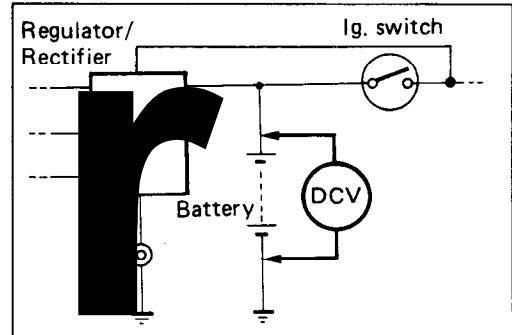 Regulator/
Rectifier
Ig. switch
Battery
DCV